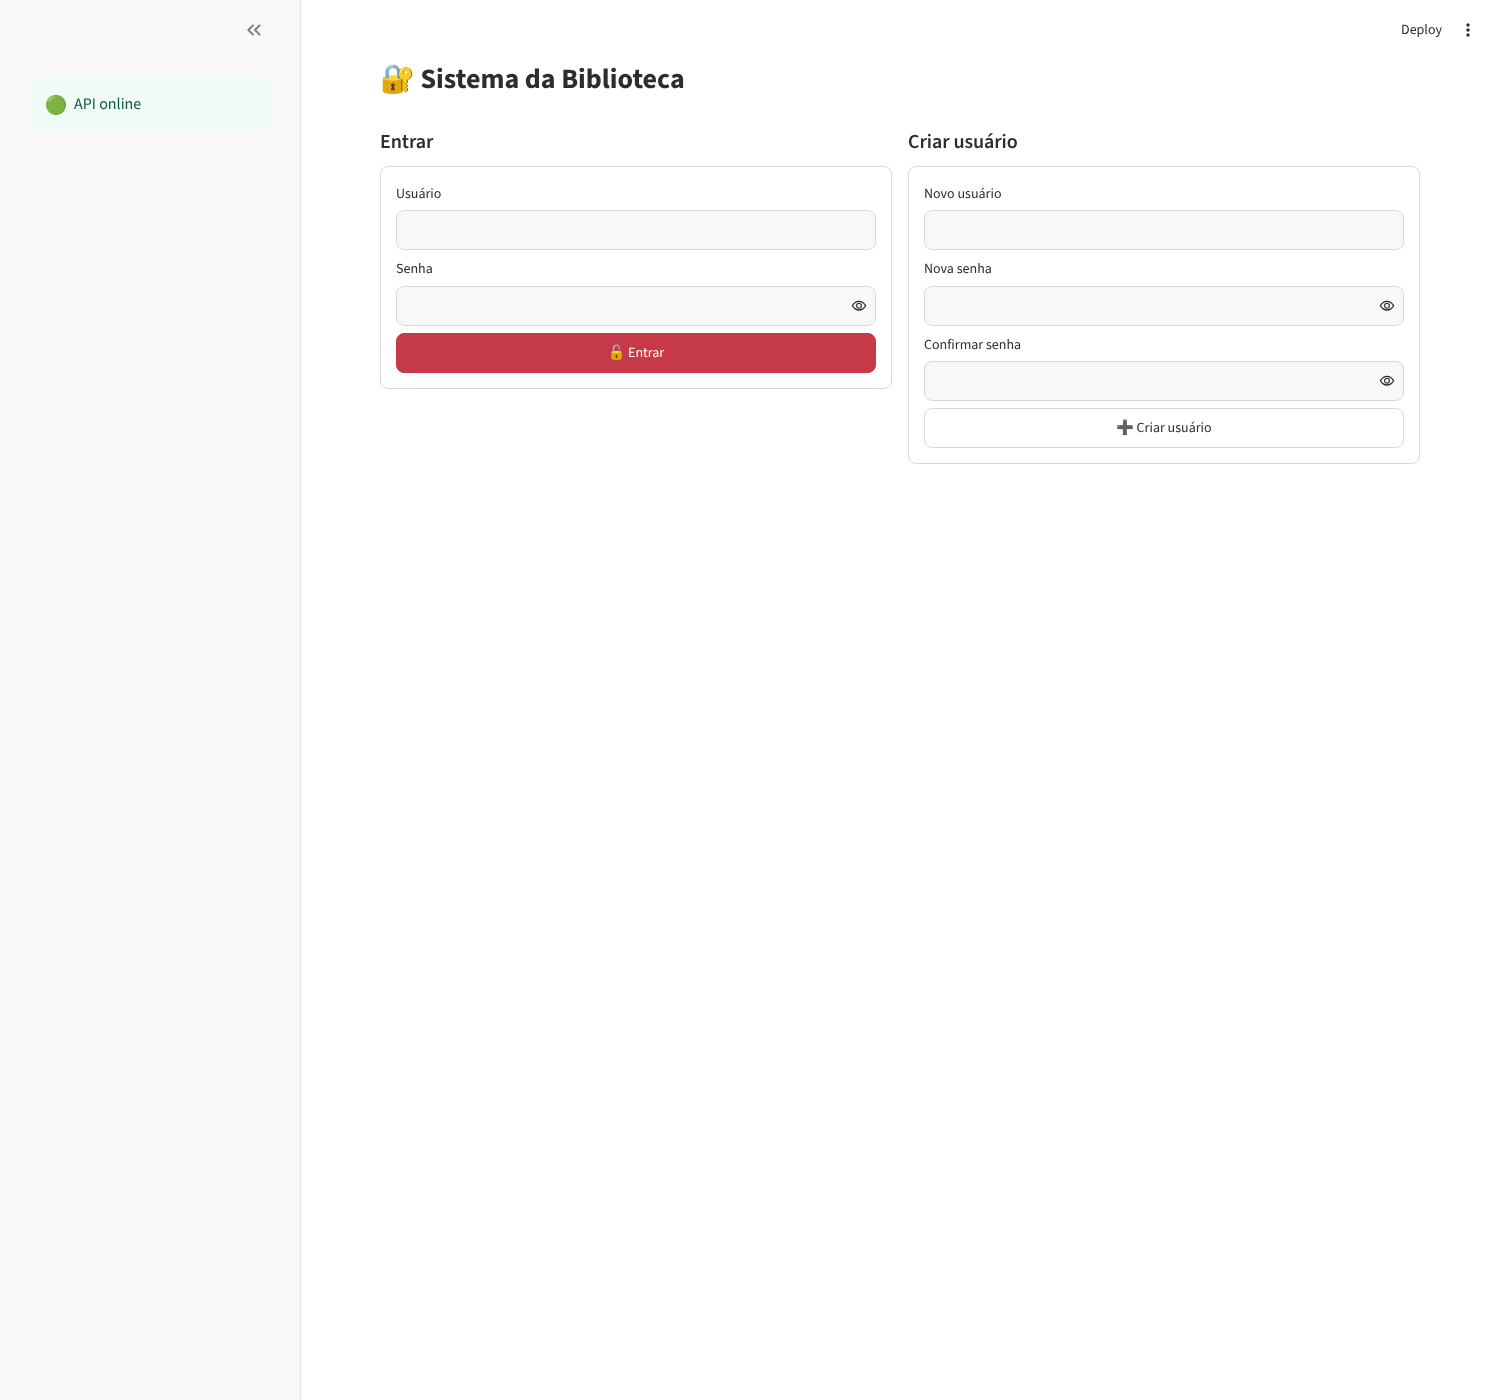 Deploy
API online
Sistema da Biblioteca
Entrar
Usuário
Senha
Entrar
Criar usuário
Novo usuário
Nova senha
Confirmar senha
Criar usuário